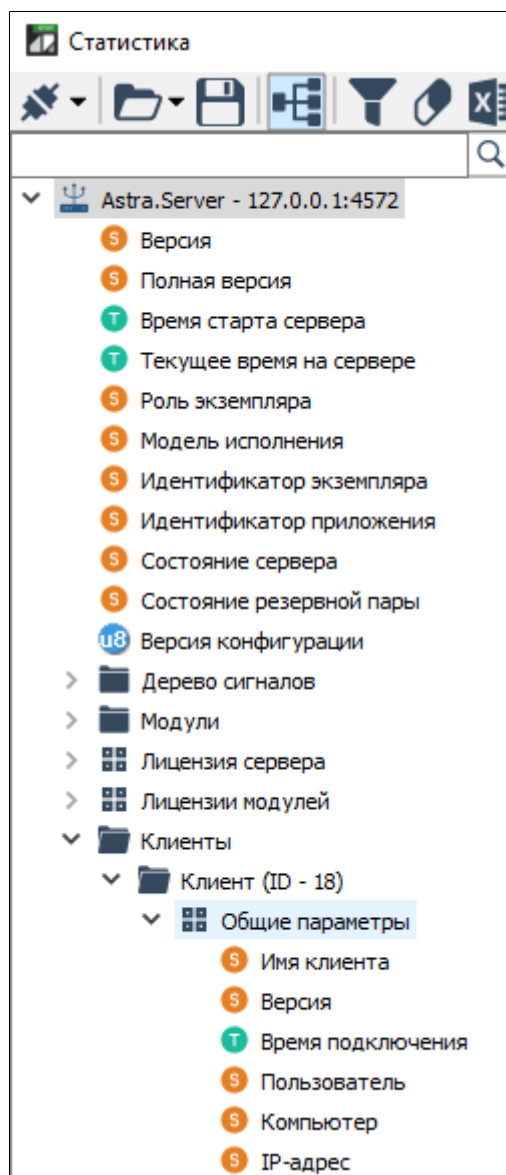 Статистика
Astra.Server - 127.0.0.1:4572
S Версия
S Полная версия
T Время старта сервера
T Текущее время на сервере
S Роль экземпляра
S Модель исполнения
S Идентификатор экземпляра
S Идентификатор приложения
S Состояние сервера
S Состояние резервной пары
u8 Версия конфигурации
Дерево сигналов
Модули
Лицензия сервера
Лицензии модулей
Клиенты
Клиент (ID - 18)
Общие параметры
S Имя клиента
S Версия
T Время подключения
S Пользователь
S Компьютер
S IP-адрес